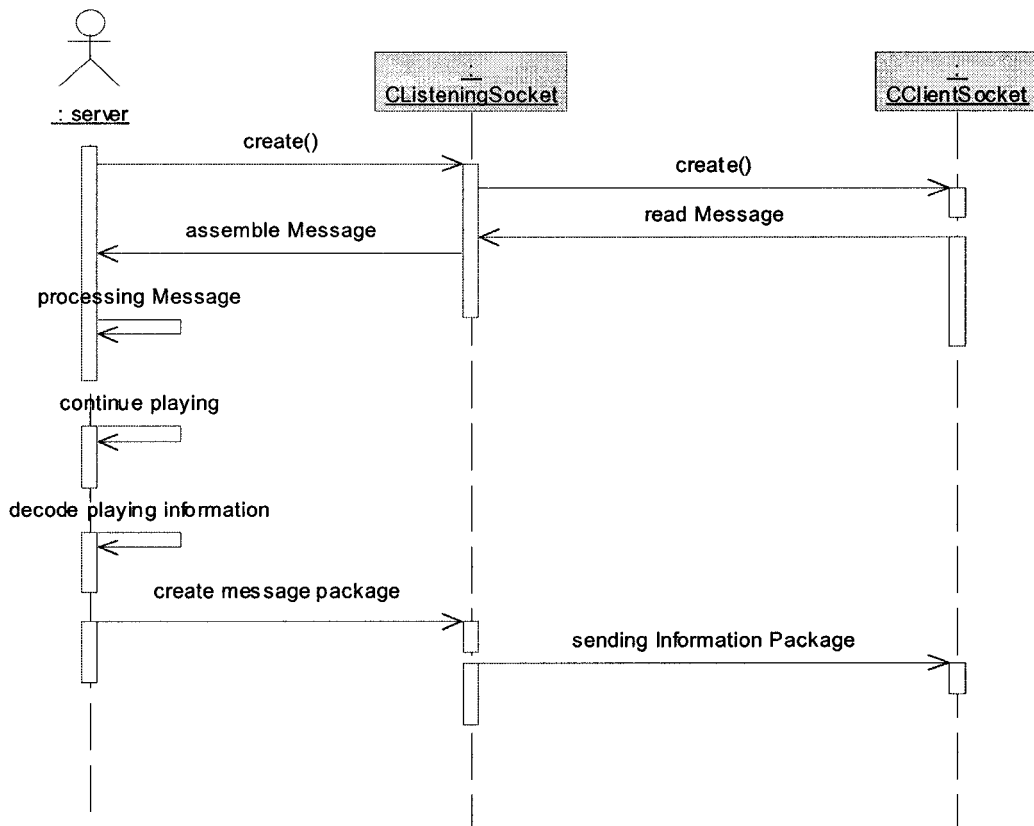 : server
:
CListeningSocket
:
CClientSocket
create()
create()
read Message
assemble Message
processing Message
continue playing
decode playing information
create message package
sending Information Package